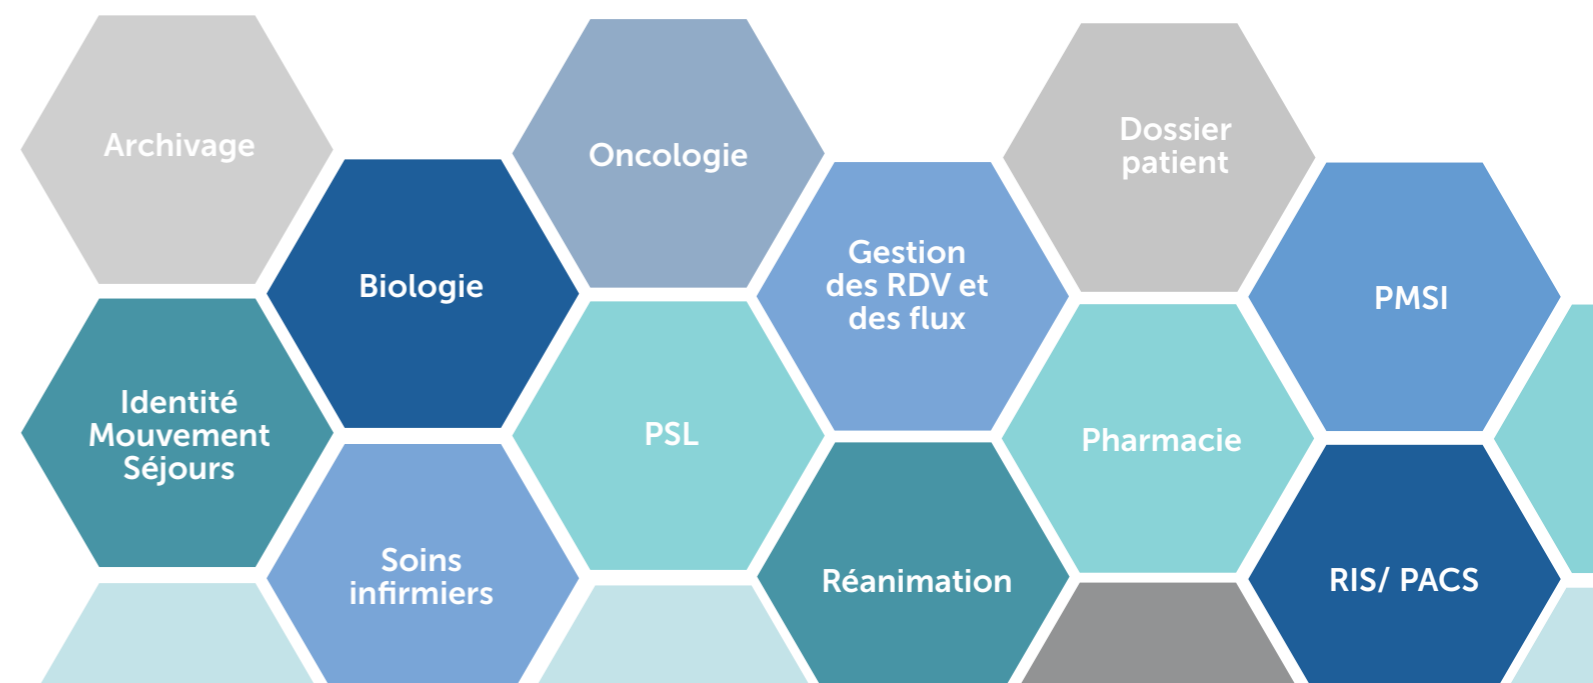 Archivage
Oncologie
Dossier
patient
Biologie
Gestion
des RDV et
des flux
PMSI
Identité
Mouvement
Séjours
PSL
Pharmacie
Soins
infirmiers
Réanimation
RIS/ PACS